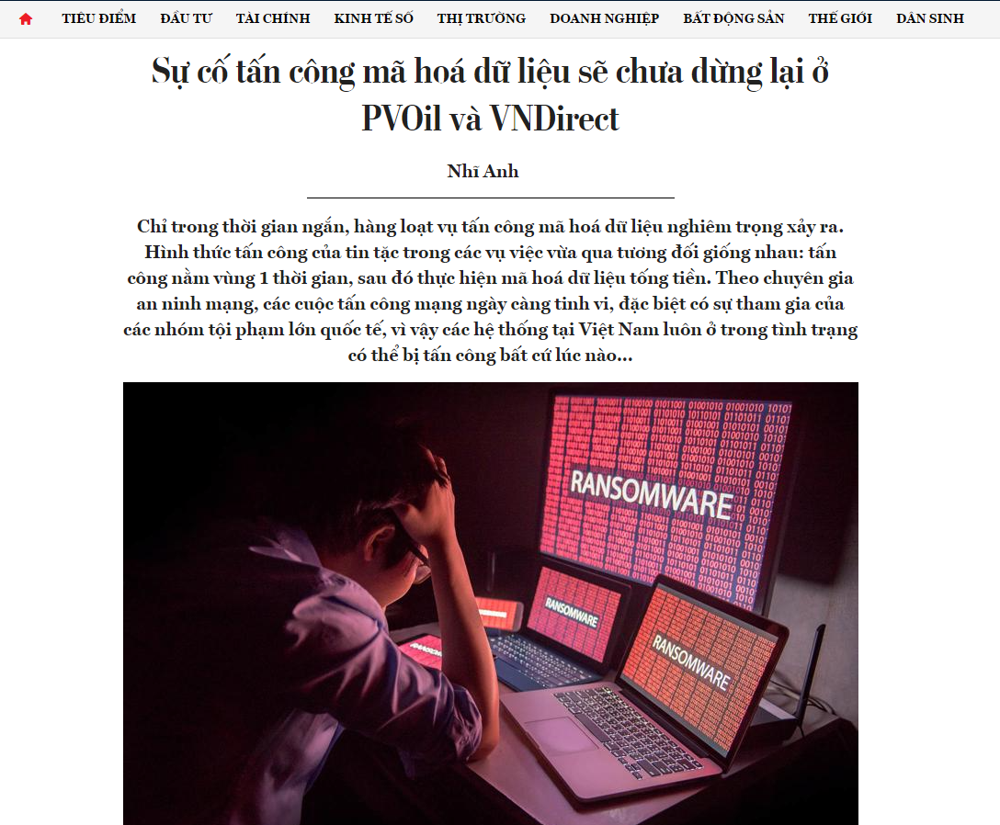 TIÊU ĐIỂM ĐẦU TƯ TÀI CHÍNH KINH TẾ SỐ THỊ TRƯỜNG DOANH NGHIỆP BẤT ĐỘNG SẢN THẾ GIỚI DÂN SINH
Sự cố tấn công mã hoá dữ liệu sẽ chưa dừng lại ở
PVOil và VNDirect
Nhĩ Anh
Chỉ trong thời gian ngắn, hàng loạt vụ tấn công mã hoá dữ liệu nghiêm trọng xảy ra.
Hình thức tấn công của tin tặc trong các vụ việc vừa qua tương đối giống nhau: tấn
công nằm vùng 1 thời gian, sau đó thực hiện mã hoá dữ liệu tống tiền. Theo chuyên gia
an ninh mạng, các cuộc tấn công mạng ngày càng tinh vi, đặc biệt có sự tham gia của
các nhóm tội phạm lớn quốc tế, vì vậy các hệ thống tại Việt Nam luôn ở trong tình trạng
có thể bị tấn công bất cứ lúc nào...
RANSOMWARE
RANSOMWARE
RANSOMWARE